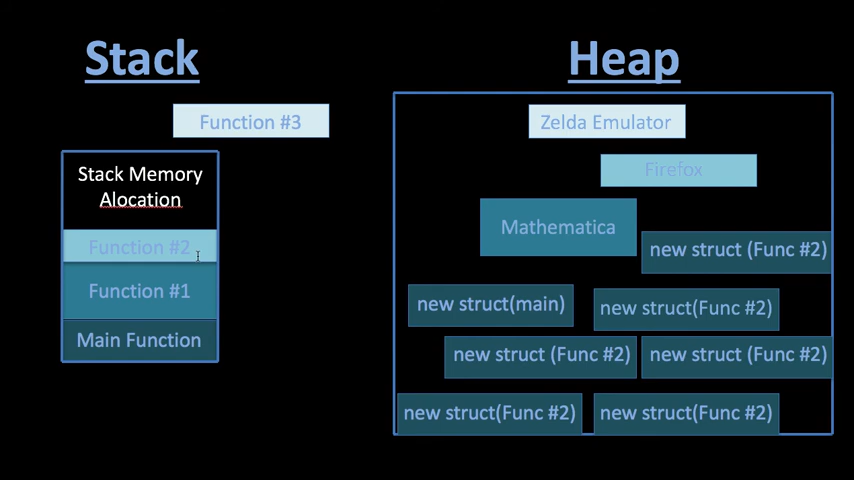 Stack
Heap
Function #3
Stack Memory
Alocation
Function #2
Function #1
Main Function
Zelda Emulator
Firefox
Mathematica
new struct (Func #2)
new struct(main)
new struct(Func #2)
new struct (Func #2)
new struct (Func #2)
new struct(Func #2)
new struct(Func #2)